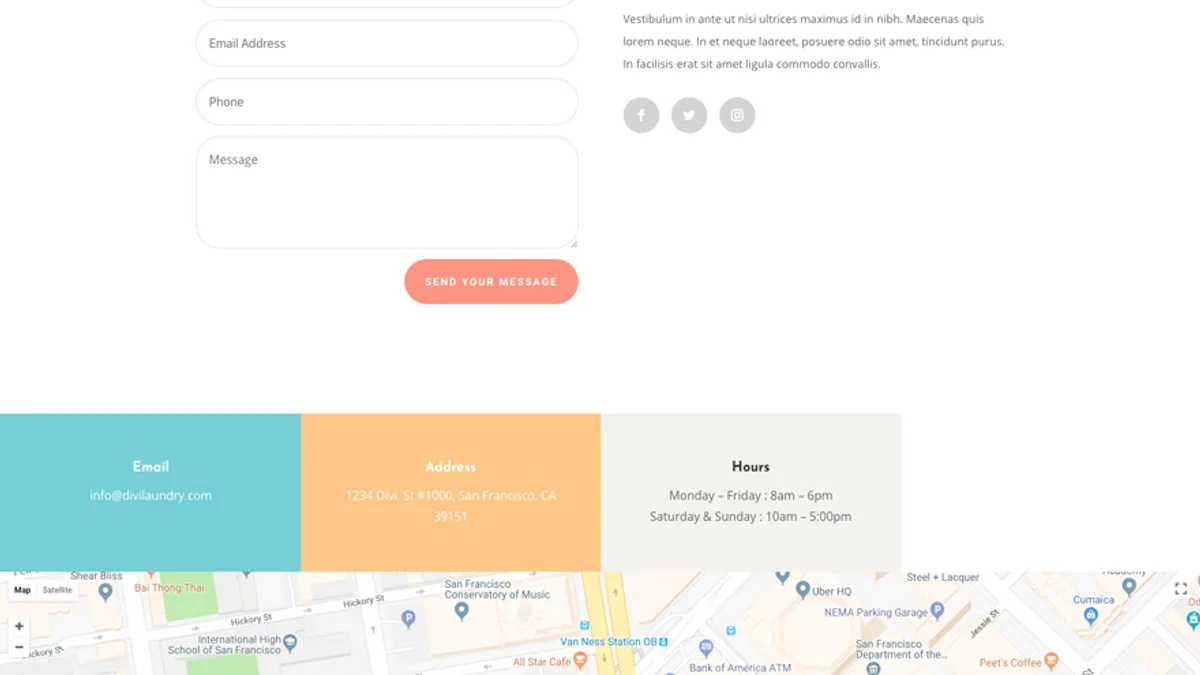 Email Address
Phone
Message
SEND YOUR MESSAGE
Vestibulum in ante ut nisi ultrices maximus id in nibh. Maecenas quis
lorem neque. In et neque laoreet, posuere odio sit amet, tincidunt purus.
In facilisis erat sit amet ligula commodo convallis.
Email
info@divilaundry.com
Address
1234 Divi. St #1000, San Francisco, CA
39151
Hours
Monday – Friday : 8am – 6pm
Saturday & Sunday : 10am – 5:00pm
Shear Bliss
Map Satellite
Bai Thong Thai
Hickory St
Hickory St
International High
School of San Francisco
San Francisco
Conservatory of Music
P
Van Ness Station OB
All Star Cafe
Steel + Lacquer
Uber HQ
NEMA Parking Garage
P
Jessie St
Cumaica
San Francisco
Department of the...
ATM
Bank of America ATM
Peet's Coffee
St